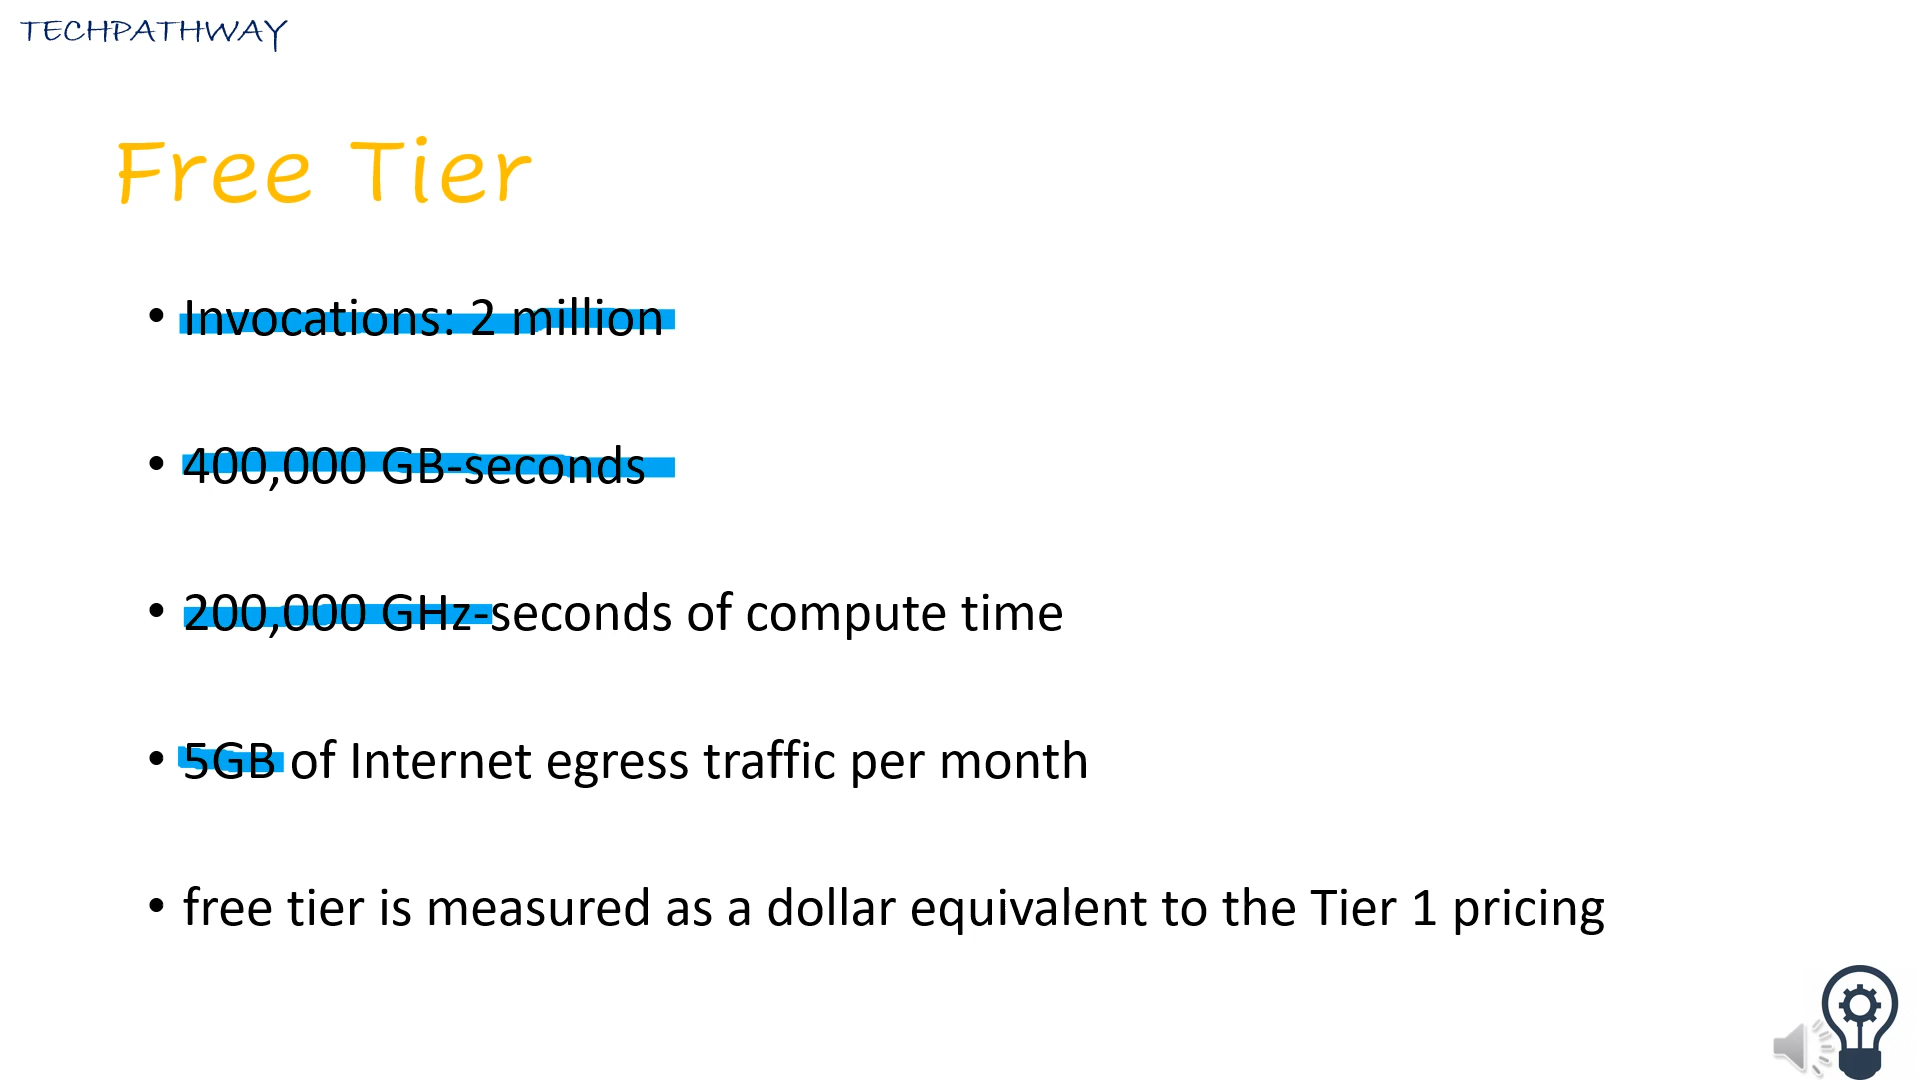 TECHPATHWAY
Free Tier
• Invocations: 2 million
• 400,000 GB-seconds
• 200,000 GHz-seconds of compute time
• 5GB of Internet egress traffic per month
• free tier is measured as a dollar equivalent to the Tier 1 pricing